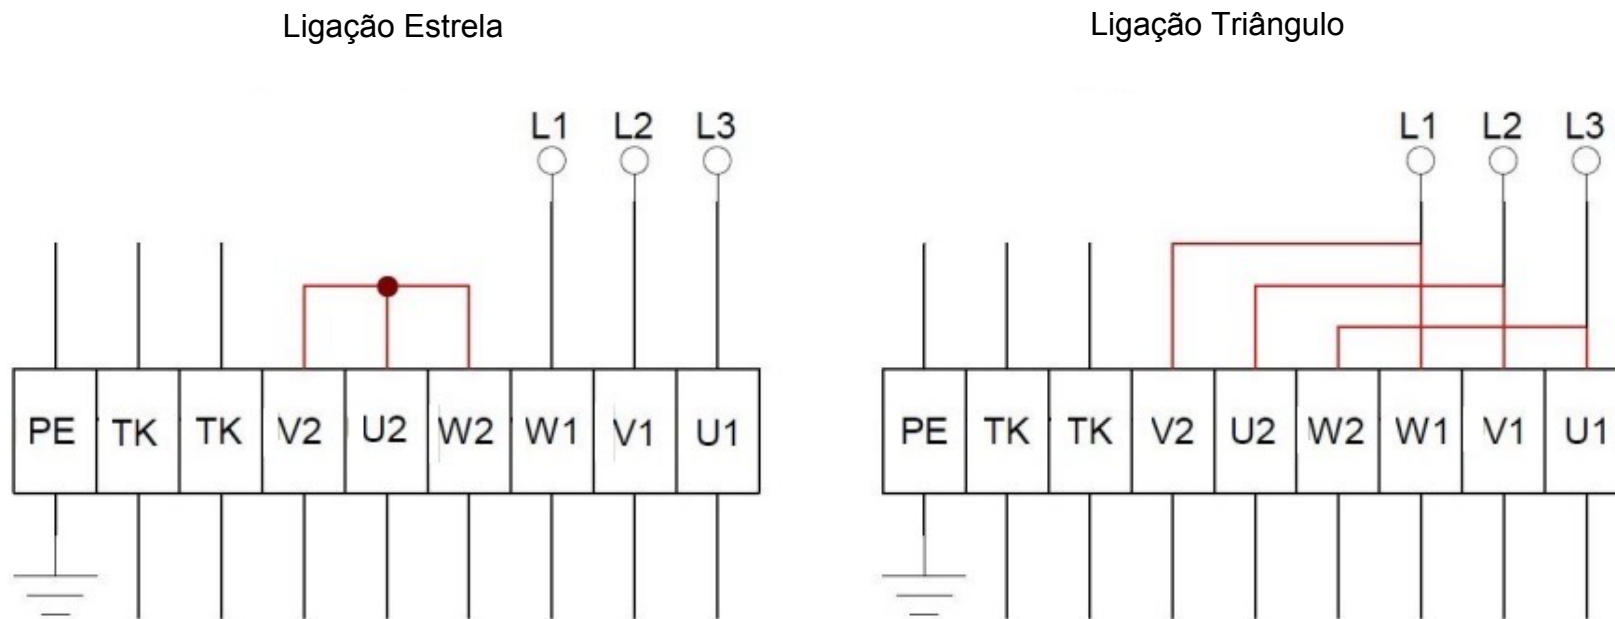 Ligação Estrela
Ligação Triângulo
L1 L2 L3
L1 L2 L3
PE TK TK V2 U2 W2 W1 V1 U1
PE TK TK V2 U2 W2 W1 V1 U1